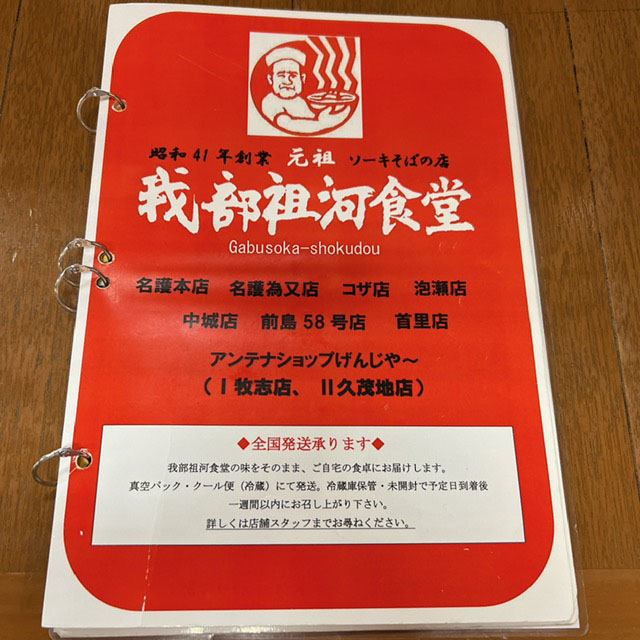 昭和41年創業 元祖 ソーキそばの店
我部祖河食堂
Gabusoka-shokudou
名護本店 名護為又店 コザ店 泡瀬店
中城店 前島58号店 首里店
アンテナショップげんじや～
（Ⅰ牧志店、Ⅱ久茂地店）
◆全国発送承ります◆
我部祖河食堂の味をそのまま、ご自宅の食卓にお届けします。
真空パック・クール便（冷蔵）にて発送。冷蔵庫保管・未開封で予定日到着後
一週間以内にお召し上がり下さい。
詳しくは店舗スタッフまでお尋ねください。